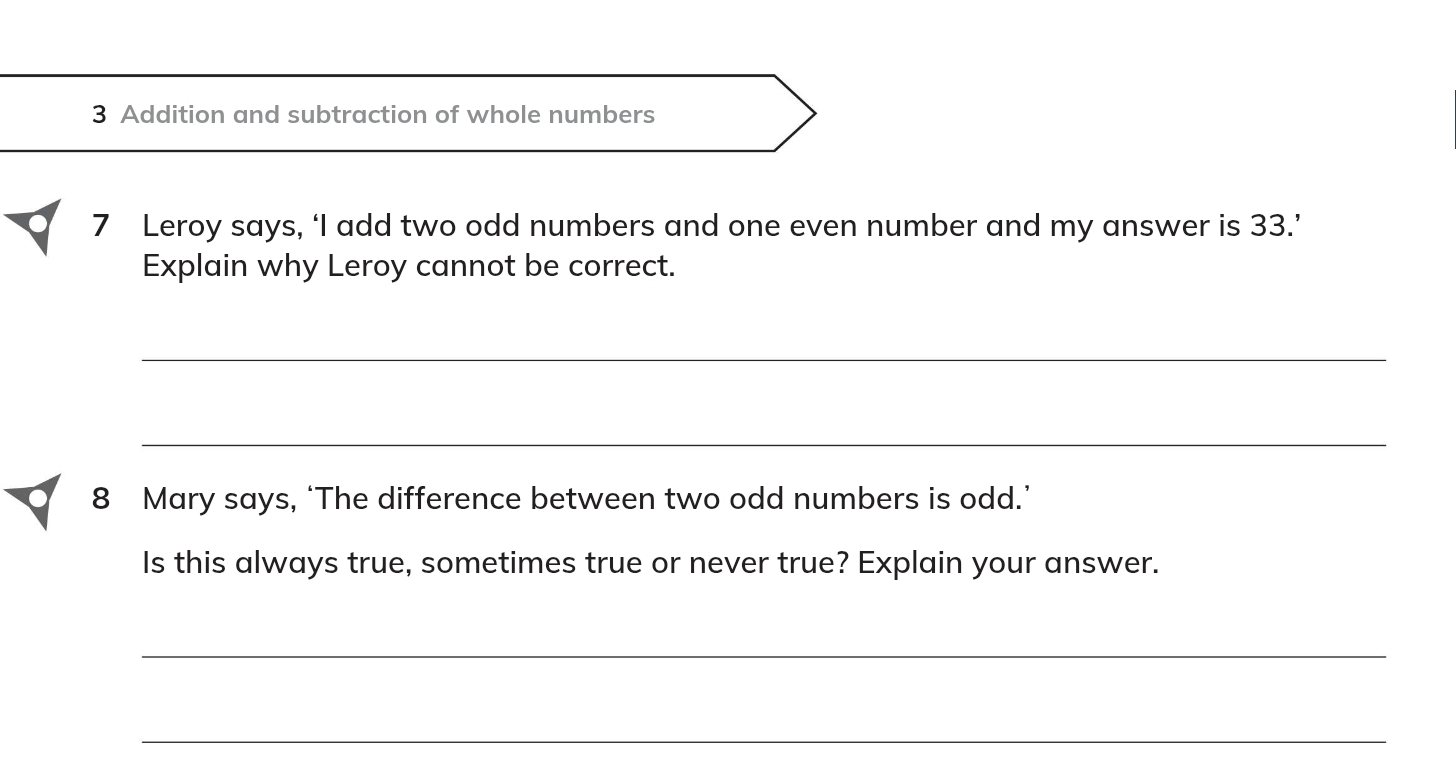 3 Addition and subtraction of whole numbers
7 Leroy says, ‘I add two odd numbers and one even number and my answer is 33.’
Explain why Leroy cannot be correct.
8 Mary says, ‘The difference between two odd numbers is odd.’
Is this always true, sometimes true or never true? Explain your answer.